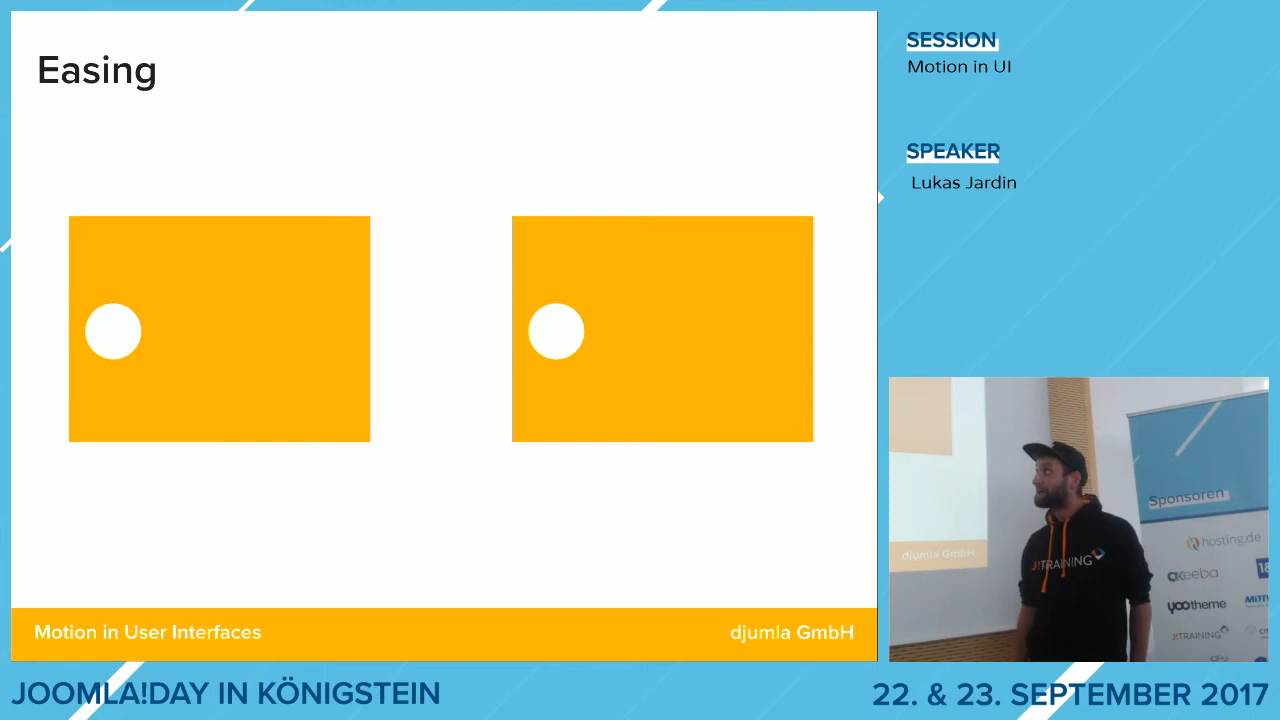 Easing
Motion in User Interfaces
djumla GmbH
SESSION
Motion in UI
SPEAKER
Lukas Jardin
djumla GmbH
J!TRAINING
Sponsoren
hosting.de
akeeba
yootheme
J!TRAINING
JOOMLA!DAY IN KÖNIGSTEIN
22. & 23. SEPTEMBER 2017